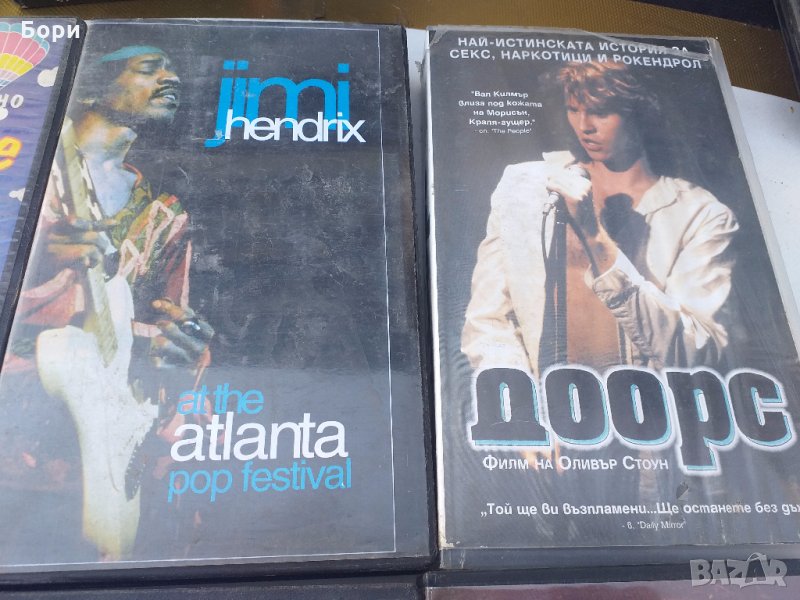 Бори
но
е
jimi
hendrix
at the
atlanta
pop festival
НАЙ-ИСТИНСКАТА ИСТОРИЯ ЗА
СЕКС, НАРКОТИЦИ И РОКЕНДРОЛ
"Вал Килмър
влиза под кожата
на Морисън,
Краля-гущер."
сп. "The People"
ДООРС
ФИЛМ НА ОЛИВЪР СТОУН
„Той ще ви възпламени...Ще останете без дъ
- в. "Daily Mirror"
BAZAR